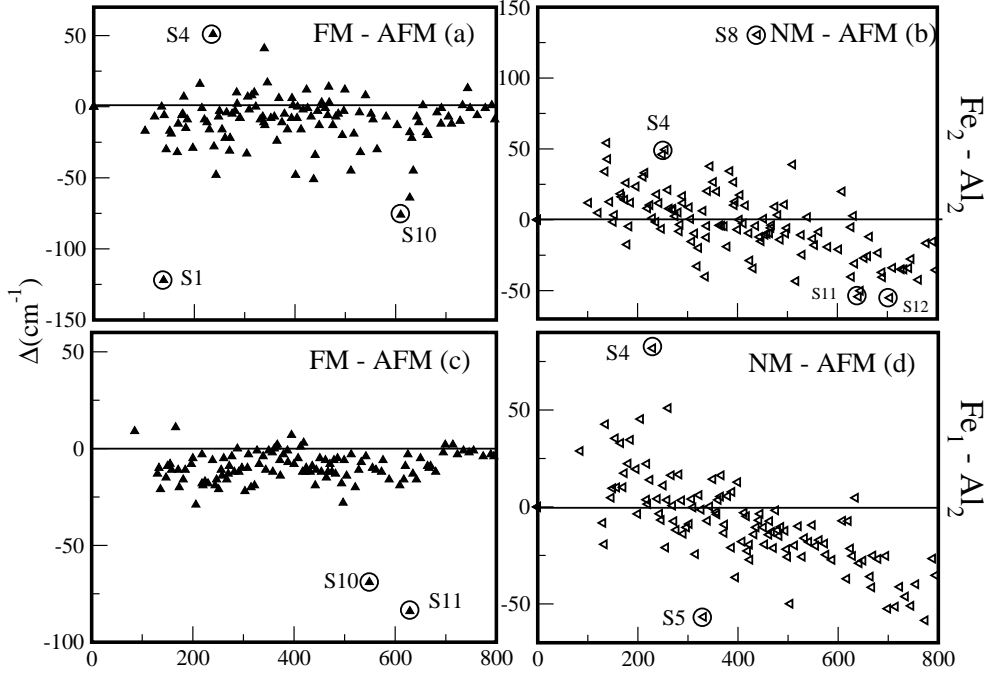 50
0
-50
-100
-150
S4
FM - AFM (a)
S10
S1
150
100
50
0
-50
S8
NM - AFM (b)
S4
S11
S12
Fe2 - Al2
Δ(cm-1)
50
0
-50
-100
0
200
400
600
800
FM - AFM (c)
S10
S11
50
0
-50
0
200
400
600
800
S4
NM - AFM (d)
S5
Fe1 - Al2